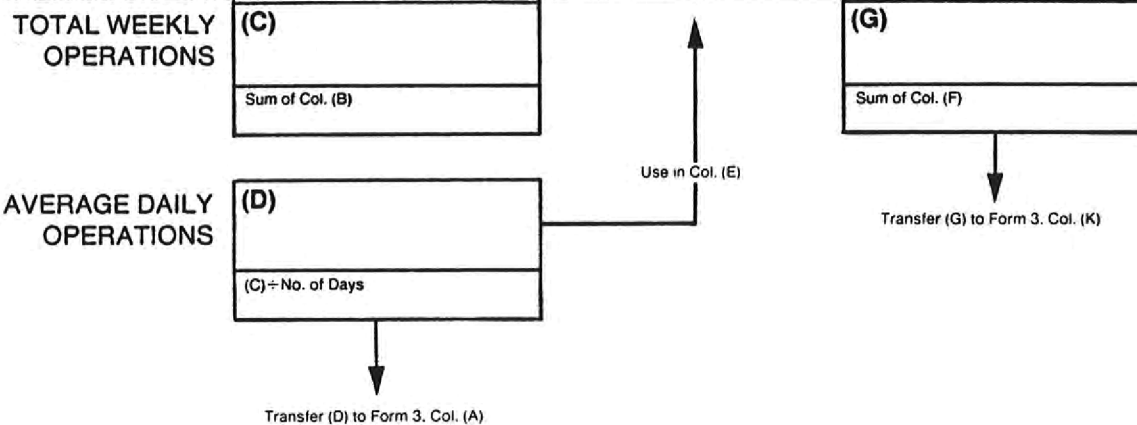 TOTAL WEEKLY
OPERATIONS
(C)
Sum of Col. (B)
(G)
Sum of Col. (F)
Use in Col. (E)
Transfer (G) to Form 3. Col. (K)
AVERAGE DAILY
OPERATIONS
(D)
(C)÷No. of Days
Transfer (D) to Form 3. Col. (A)